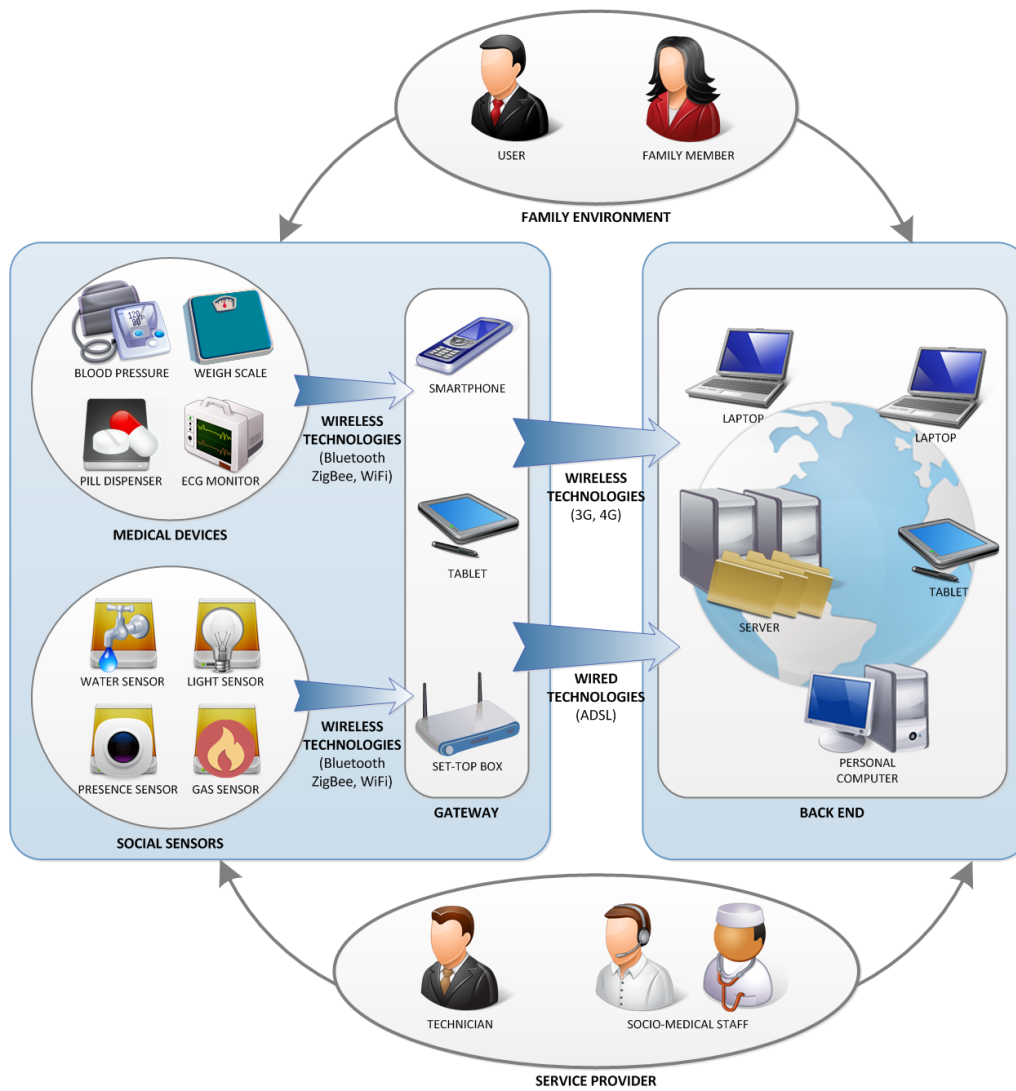 USER
FAMILY MEMBER
FAMILY ENVIRONMENT
BLOOD PRESSURE
WEIGH SCALE
PILL DISPENSER
ECG MONITOR
MEDICAL DEVICES
WIRELESS
TECHNOLOGIES
(Bluetooth
ZigBee, WiFi)
WATER SENSOR
LIGHT SENSOR
PRESENCE SENSOR
GAS SENSOR
SOCIAL SENSORS
WIRELESS
TECHNOLOGIES
(Bluetooth
ZigBee, WiFi)
SMARTPHONE
TABLET
SET-TOP BOX
GATEWAY
WIRELESS
TECHNOLOGIES
(3G, 4G)
WIRED
TECHNOLOGIES
(ADSL)
LAPTOP
LAPTOP
SERVER
TABLET
PERSONAL
COMPUTER
BACK END
TECHNICIAN
SOCIO-MEDICAL STAFF
SERVICE PROVIDER